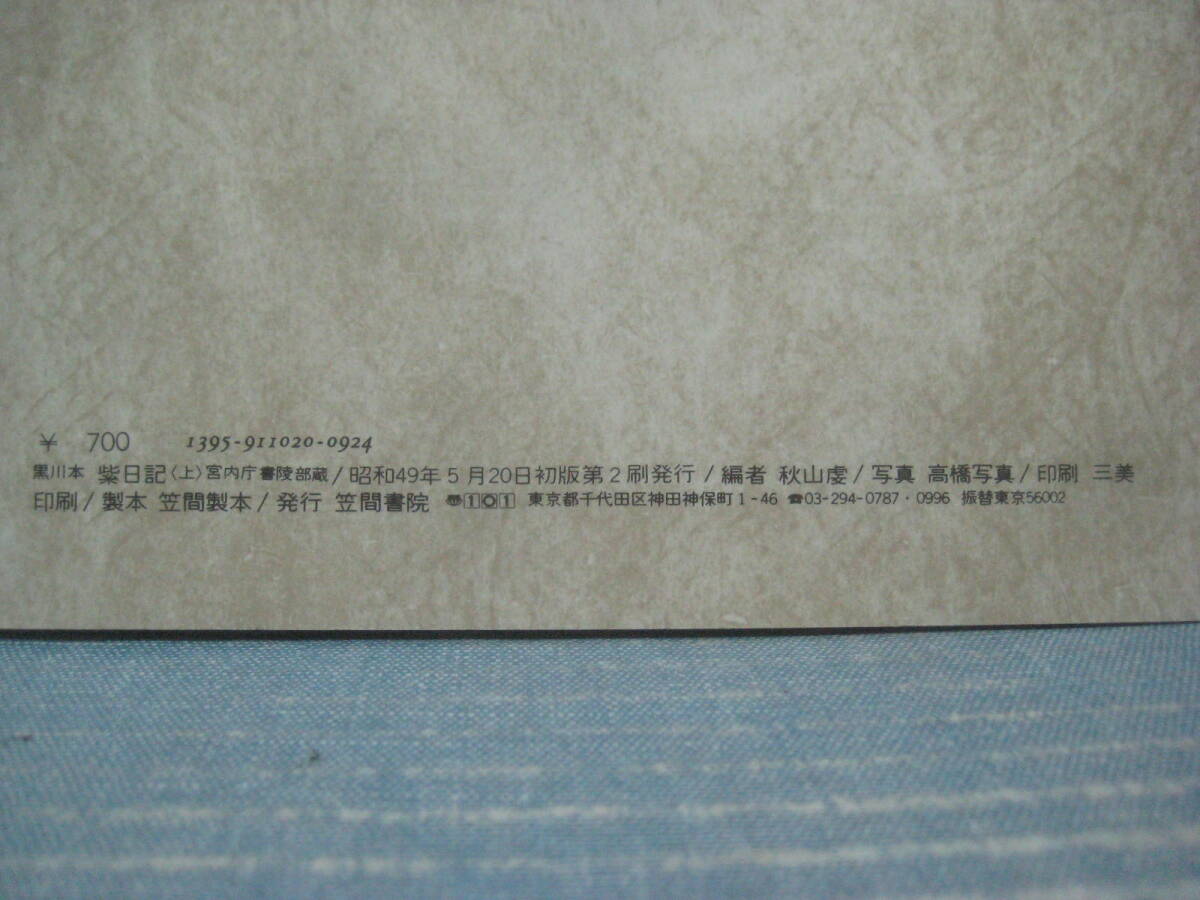 ¥ 700 1395-911020-0924
黒川本 紫日記〈上〉宮内庁書陵部蔵/昭和49年5月20日初版第2刷発行/編者 秋山虔/写真 高橋写真/印刷 三美
印刷/製本 笠間製本/発行 笠間書院 〠101 東京都千代田区神田神保町1-46 ☎03-294-0787・0996 振替東京56002